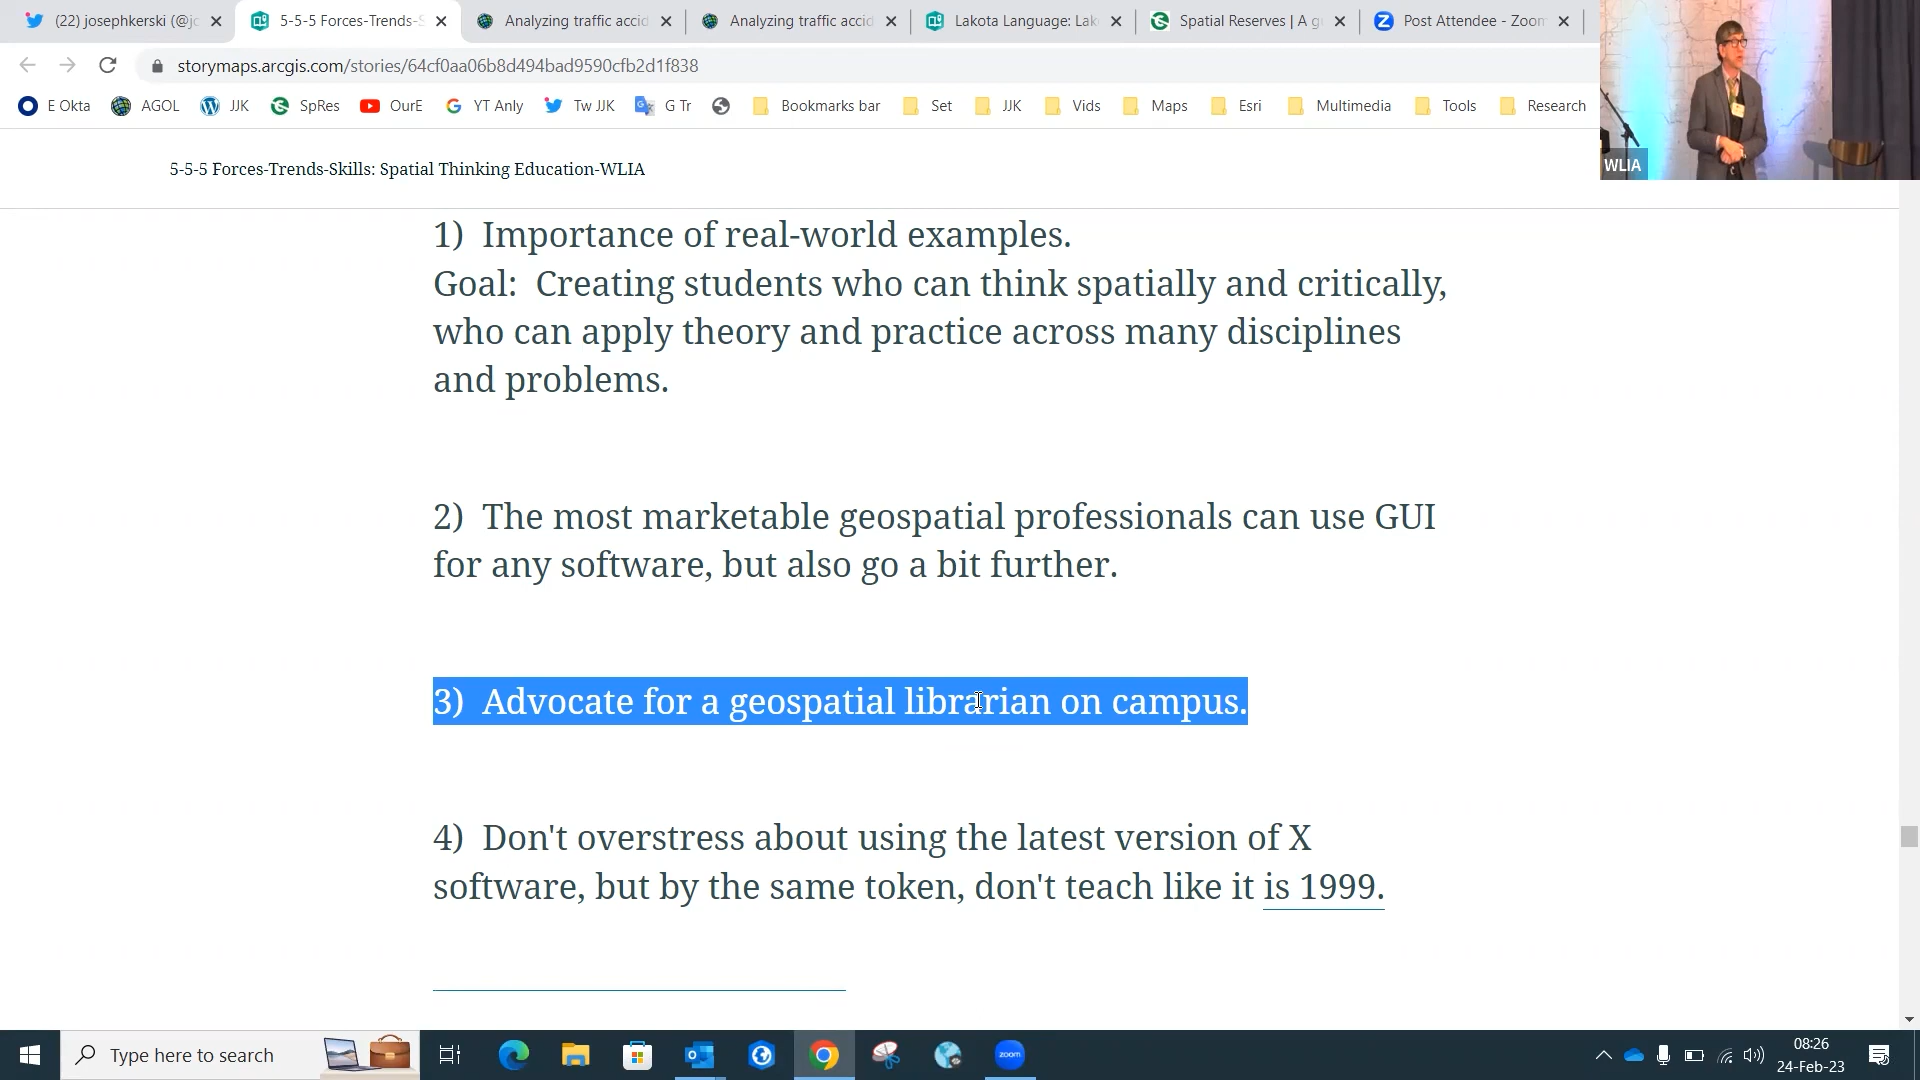 (22) josephkerski (@jc
5-5-5 Forces-Trends-S
Analyzing traffic accid
Analyzing traffic accid
Lakota Language: Lak
Spatial Reserves | A g
Post Attendee - Zoom
storymaps.arcgis.com/stories/64cf0aa06b8d494bad9590cfb2d1f838
E Okta
AGOL
JJK
SpRes
OurE
YT Anly
Tw JJK
G Tr
Bookmarks bar
Set
JJK
Vids
Maps
Esri
Multimedia
Tools
Research
WLIA
5-5-5 Forces-Trends-Skills: Spatial Thinking Education-WLIA
1) Importance of real-world examples.
Goal: Creating students who can think spatially and critically,
who can apply theory and practice across many disciplines
and problems.
2) The most marketable geospatial professionals can use GUI
for any software, but also go a bit further.
3) Advocate for a geospatial librarian on campus.
4) Don't overstress about using the latest version of X
software, but by the same token, don't teach like it is 1999.
Type here to search
zoom
08:26
24-Feb-23